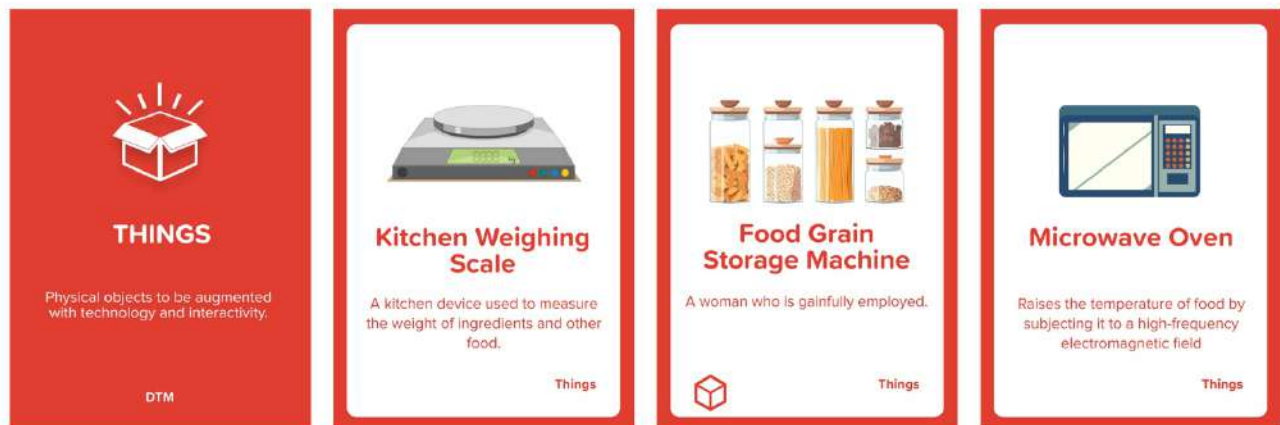 THINGS
Physical objects to be augmented
with technology and interactivity.
DTM
Kitchen Weighing
Scale
A kitchen device used to measure
the weight of ingredients and other
food.
Things
Food Grain
Storage Machine
A woman who is gainfully employed.
Things
Microwave Oven
Raises the temperature of food by
subjecting it to a high-frequency
electromagnetic field
Things